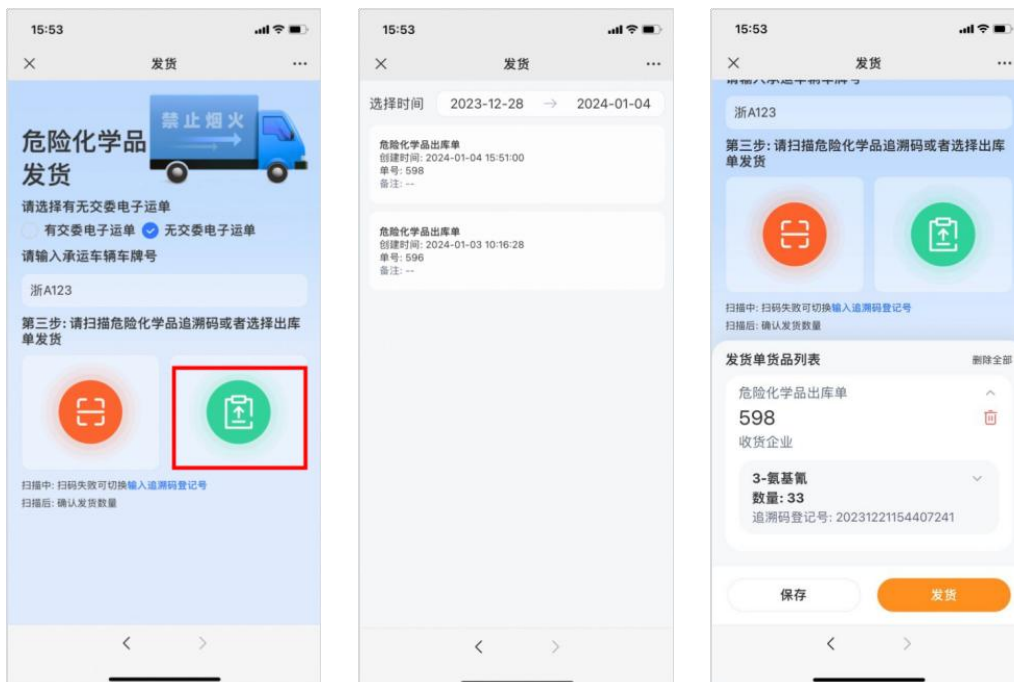 15:53
发货
危险化学品
发货
禁止烟火
请选择有无交委电子运单
有交委电子运单 无交委电子运单
请输入承运车辆车牌号
浙A123
第三步: 请扫描危险化学品追溯码或者选择出库
单发货
扫描中: 扫码失败可切换输入追溯码登记号
扫描后: 确认发货数量
15:53
发货
选择时间 2023-12-28 → 2024-01-04
危险化学品出库单
创建时间: 2024-01-04 15:51:00
单号: 598
备注: --
危险化学品出库单
创建时间: 2024-01-03 10:16:28
单号: 596
备注: --
15:53
发货
请输入承运车辆车牌号
浙A123
第三步: 请扫描危险化学品追溯码或者选择出库
单发货
扫描中: 扫码失败可切换输入追溯码登记号
扫描后: 确认发货数量
发货单货品列表 删除全部
危险化学品出库单
598
收货企业
3-氨基氰
数量: 33
追溯码登记号: 20231221154407241
保存 发货